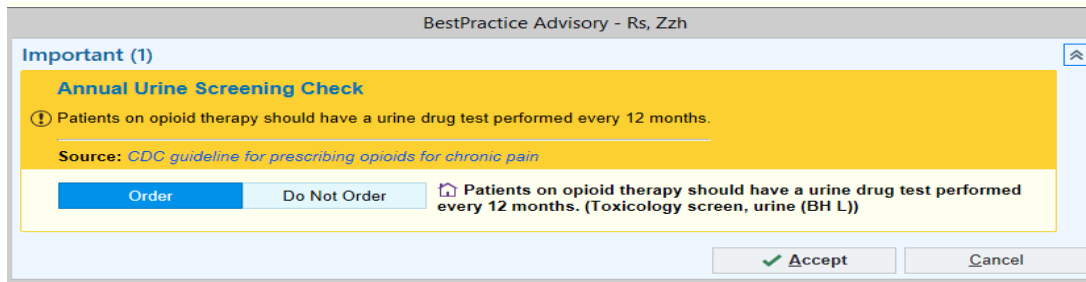 BestPractice Advisory - Rs, Zzh
Important (1)
Annual Urine Screening Check
Patients on opioid therapy should have a urine drug test performed every 12 months.
Source: CDC guideline for prescribing opioids for chronic pain
Order
Do Not Order
Patients on opioid therapy should have a urine drug test performed
every 12 months. (Toxicology screen, urine (BH L))
Accept
Cancel